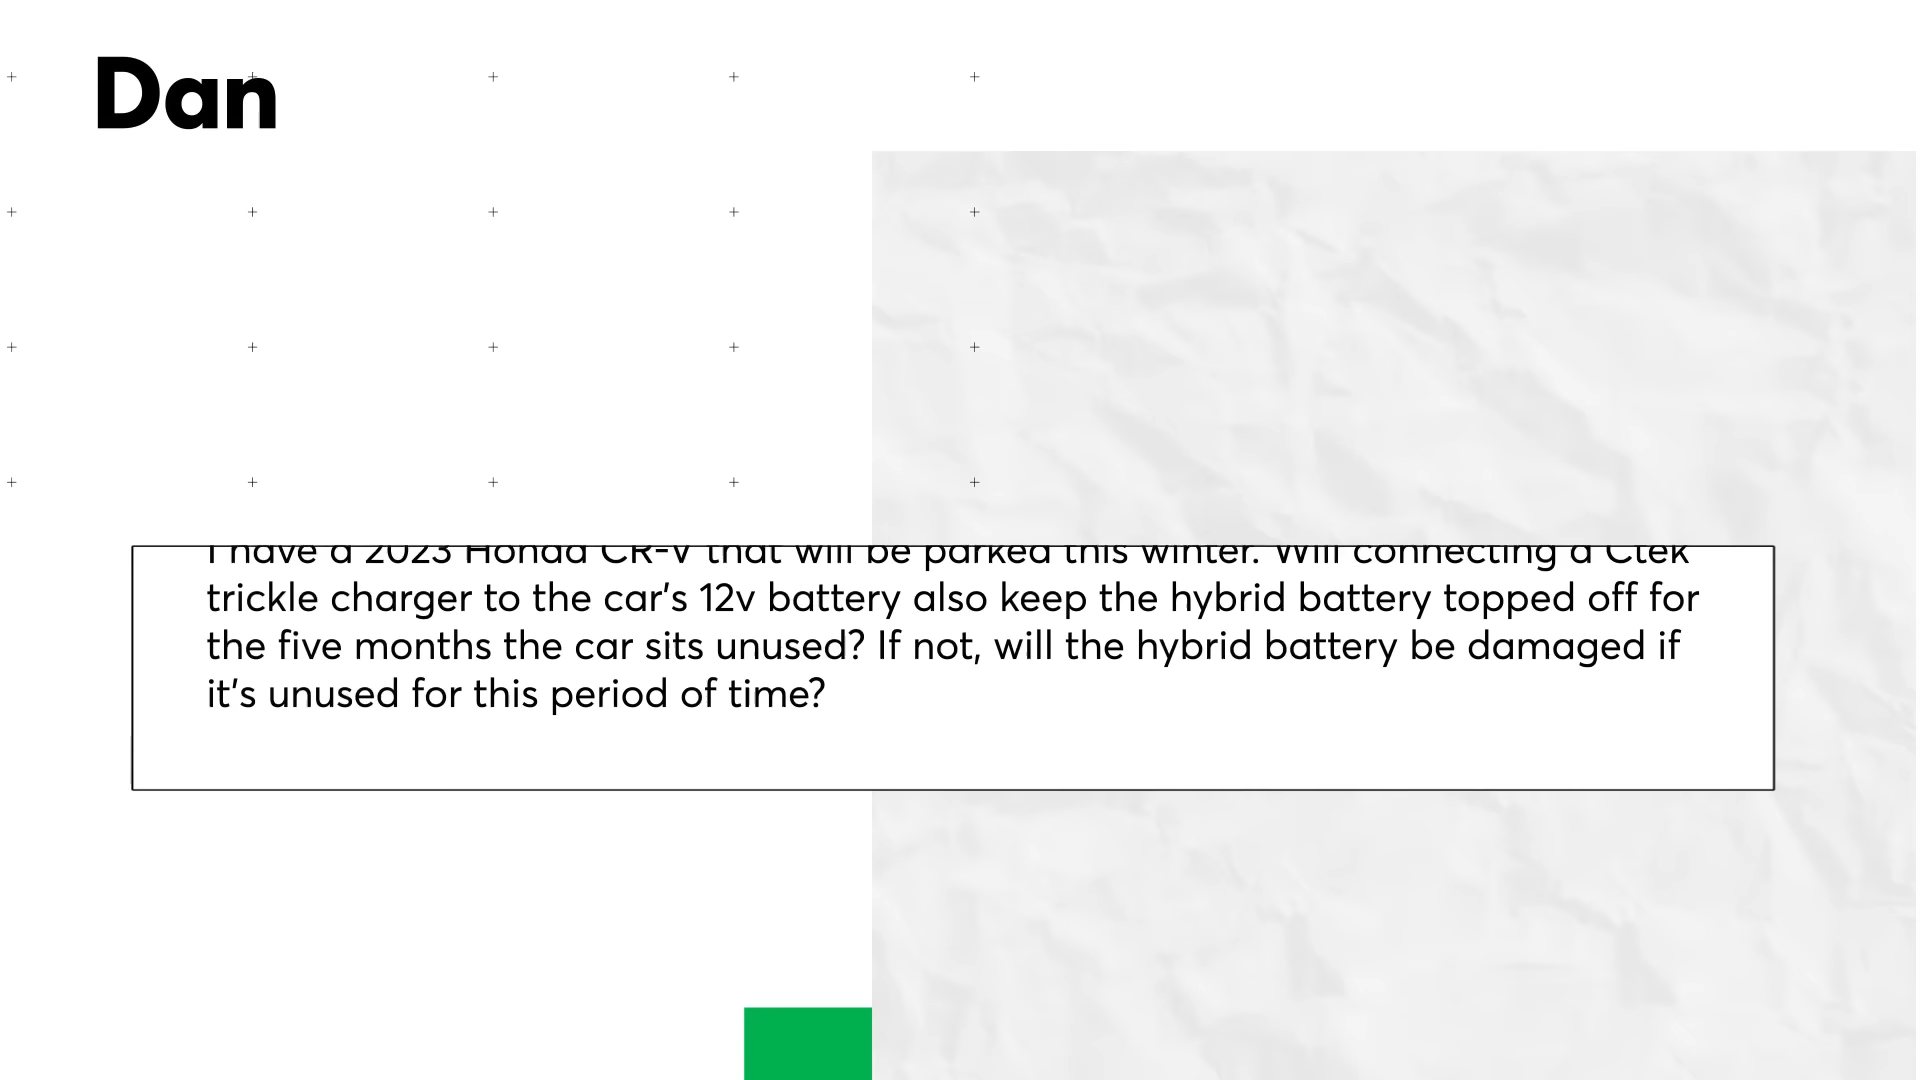 Dan
I have a 2023 Honda CR-V that will be parked this winter. Will connecting a Ctek
trickle charger to the car's 12v battery also keep the hybrid battery topped off for
the five months the car sits unused? If not, will the hybrid battery be damaged if
it's unused for this period of time?